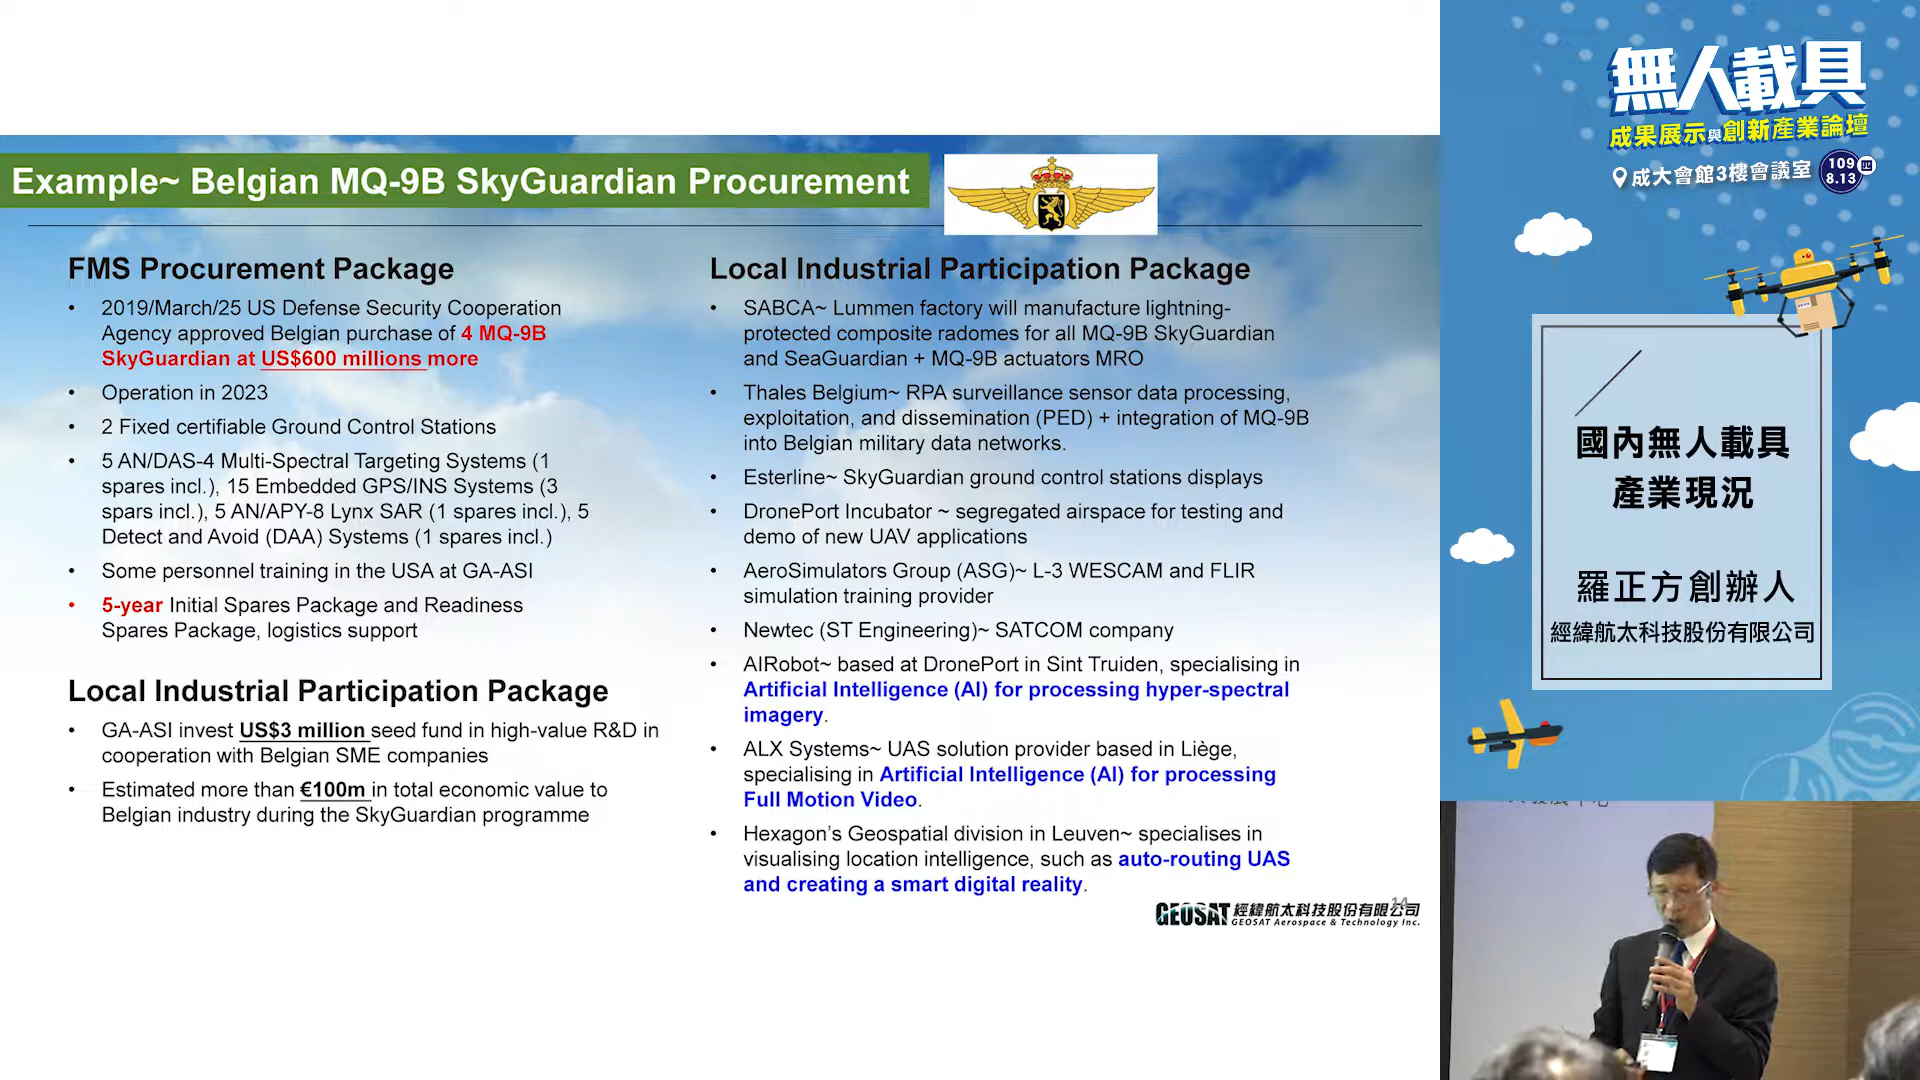 Example~ Belgian MQ-9B SkyGuardian Procurement
FMS Procurement Package
• 2019/March/25 US Defense Security Cooperation
Agency approved Belgian purchase of 4 MQ-9B
SkyGuardian at US$600 millions more
• Operation in 2023
• 2 Fixed certifiable Ground Control Stations
• 5 AN/DAS-4 Multi-Spectral Targeting Systems (1
spares incl.), 15 Embedded GPS/INS Systems (3
spars incl.), 5 AN/APY-8 Lynx SAR (1 spares incl.), 5
Detect and Avoid (DAA) Systems (1 spares incl.)
• Some personnel training in the USA at GA-ASI
• 5-year Initial Spares Package and Readiness
Spares Package, logistics support
Local Industrial Participation Package
• GA-ASI invest US$3 million seed fund in high-value R&D in
cooperation with Belgian SME companies
• Estimated more than €100m in total economic value to
Belgian industry during the SkyGuardian programme
Local Industrial Participation Package
• SABCA~ Lummen factory will manufacture lightning-
protected composite radomes for all MQ-9B SkyGuardian
and SeaGuardian + MQ-9B actuators MRO
• Thales Belgium~ RPA surveillance sensor data processing,
exploitation, and dissemination (PED) + integration of MQ-9B
into Belgian military data networks.
• Esterline~ SkyGuardian ground control stations displays
• DronePort Incubator ~ segregated airspace for testing and
demo of new UAV applications
• AeroSimulators Group (ASG)~ L-3 WESCAM and FLIR
simulation training provider
• Newtec (ST Engineering)~ SATCOM company
• AIRobot~ based at DronePort in Sint Truiden, specialising in
Artificial Intelligence (AI) for processing hyper-spectral
imagery.
• ALX Systems~ UAS solution provider based in Liège,
specialising in Artificial Intelligence (AI) for processing
Full Motion Video.
• Hexagon's Geospatial division in Leuven~ specialises in
visualising location intelligence, such as auto-routing UAS
and creating a smart digital reality.
14
GEOSAT 經緯航太科技股份有限公司
GEOSAT Aerospace & Technology Inc.
無人載具
成果展示與創新產業論壇
成大會館3樓會議室 109 8.13 四
國內無人載具
產業現況
羅正方創辦人
經緯航太科技股份有限公司